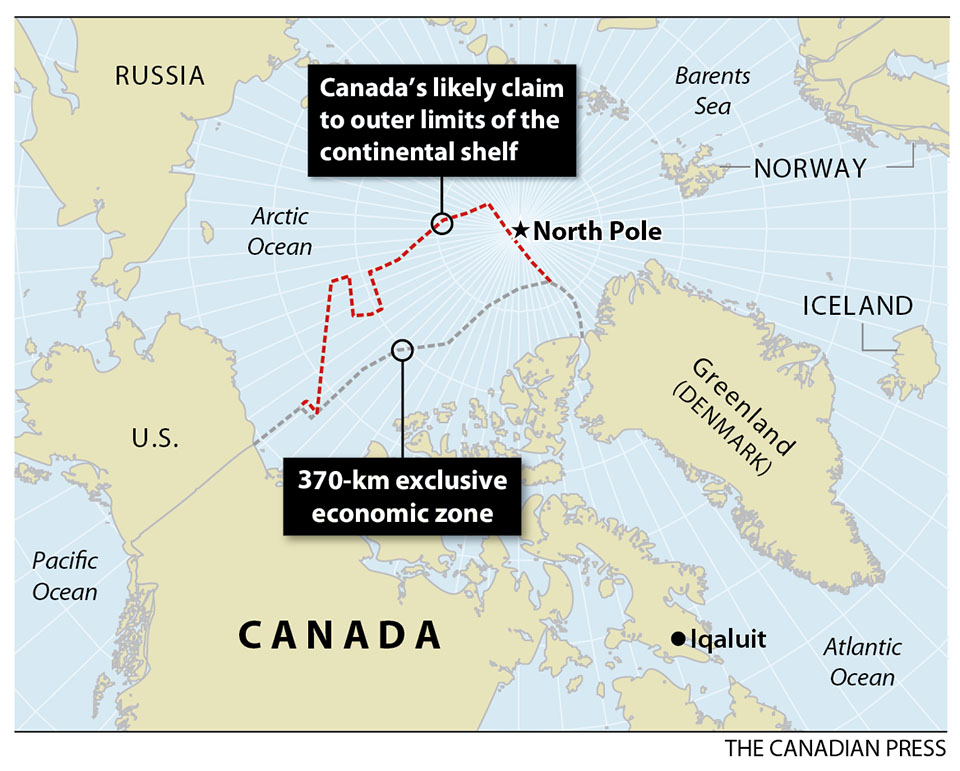 RUSSIA
Canada's likely claim
to outer limits of the
continental shelf
Barents
Sea
NORWAY
Arctic
Ocean
North Pole
ICELAND
Greenland
(DENMARK)
U.S.
370-km exclusive
economic zone
Pacific
Ocean
CANADA
Iqaluit
Atlantic
Ocean
THE CANADIAN PRESS